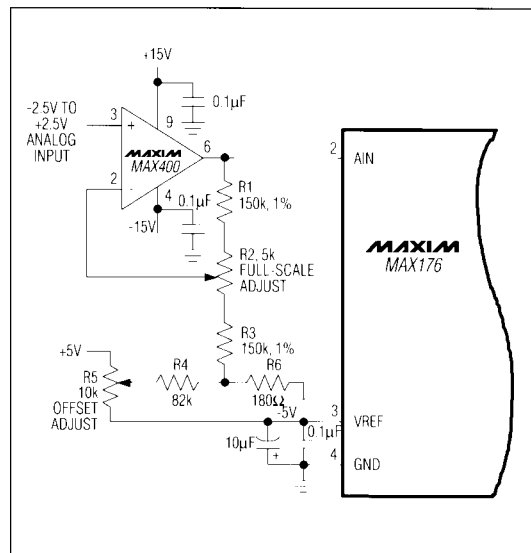 +15V
0.1µF
-2.5V TO
+2.5V
ANALOG
INPUT
3
9
+
MAXIM
MAX400
6
2
-
4
0.1µF
-15V
R1
150k, 1%
R2, 5k
FULL-SCALE
ADJUST
R3
150k, 1%
+5V
R5
10k
OFFSET
ADJUST
R4
82k
R6
180Ω
-5V
10µF
+
0.1µF
2
AIN
MAXIM
MAX176
3
VREF
4
GND